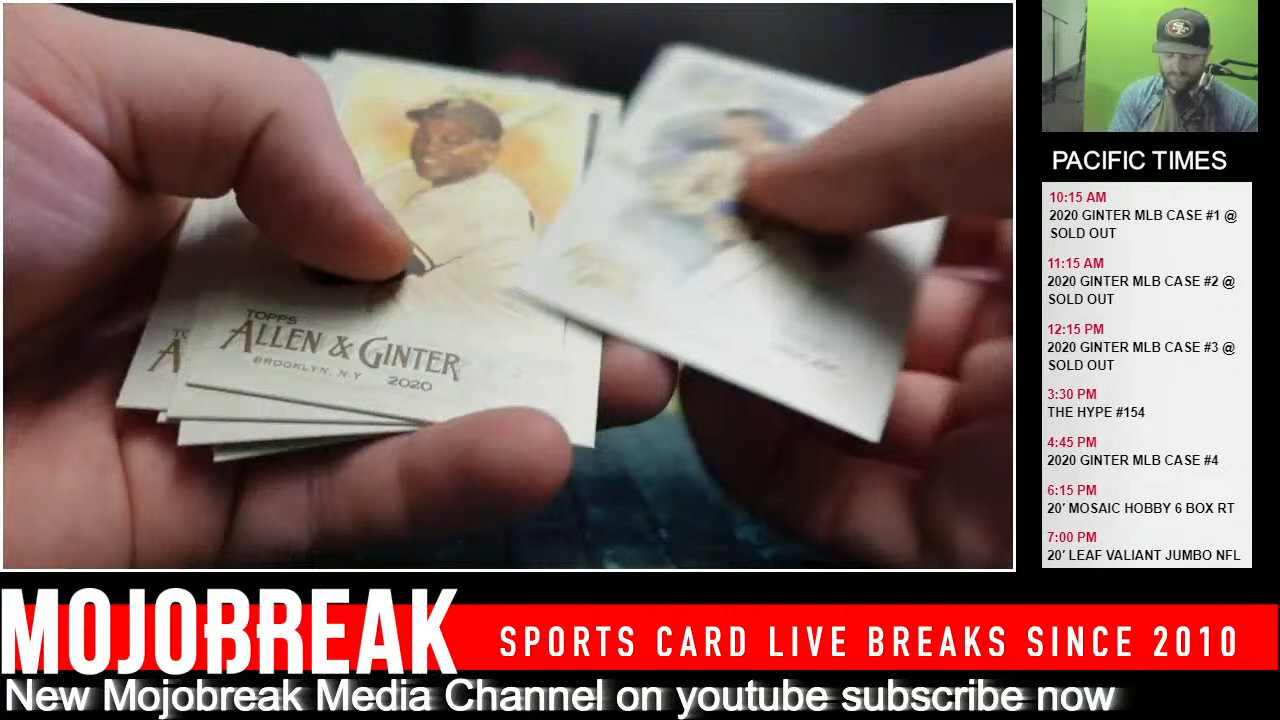 TOPPS
ALLEN & GINTER
BROOKLYN, N.Y 2020
PACIFIC TIMES
10:15 AM
2020 GINTER MLB CASE #1 @
SOLD OUT
11:15 AM
2020 GINTER MLB CASE #2 @
SOLD OUT
12:15 PM
2020 GINTER MLB CASE #3 @
SOLD OUT
3:30 PM
THE HYPE #154
4:45 PM
2020 GINTER MLB CASE #4
6:15 PM
20' MOSAIC HOBBY 6 BOX RT
7:00 PM
20' LEAF VALIANT JUMBO NFL
MOJOBREAK
SPORTS CARD LIVE BREAKS SINCE 2010
New Mojobreak Media Channel on youtube subscribe now